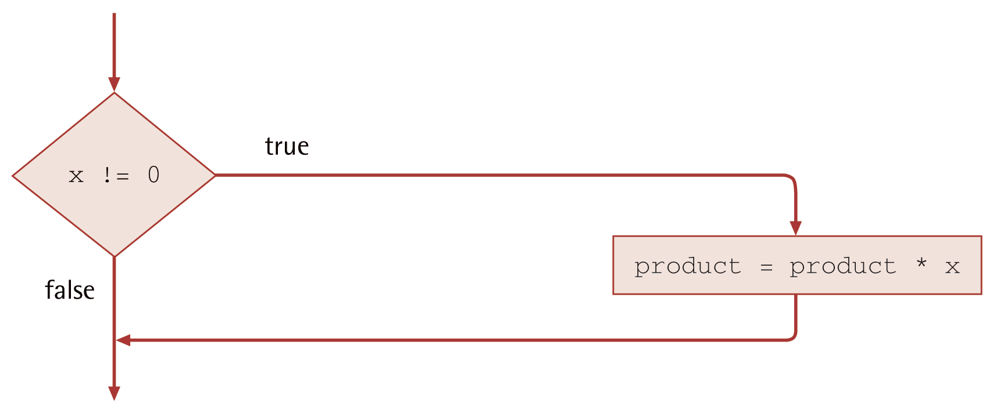 true
x != 0
product = product * x
false